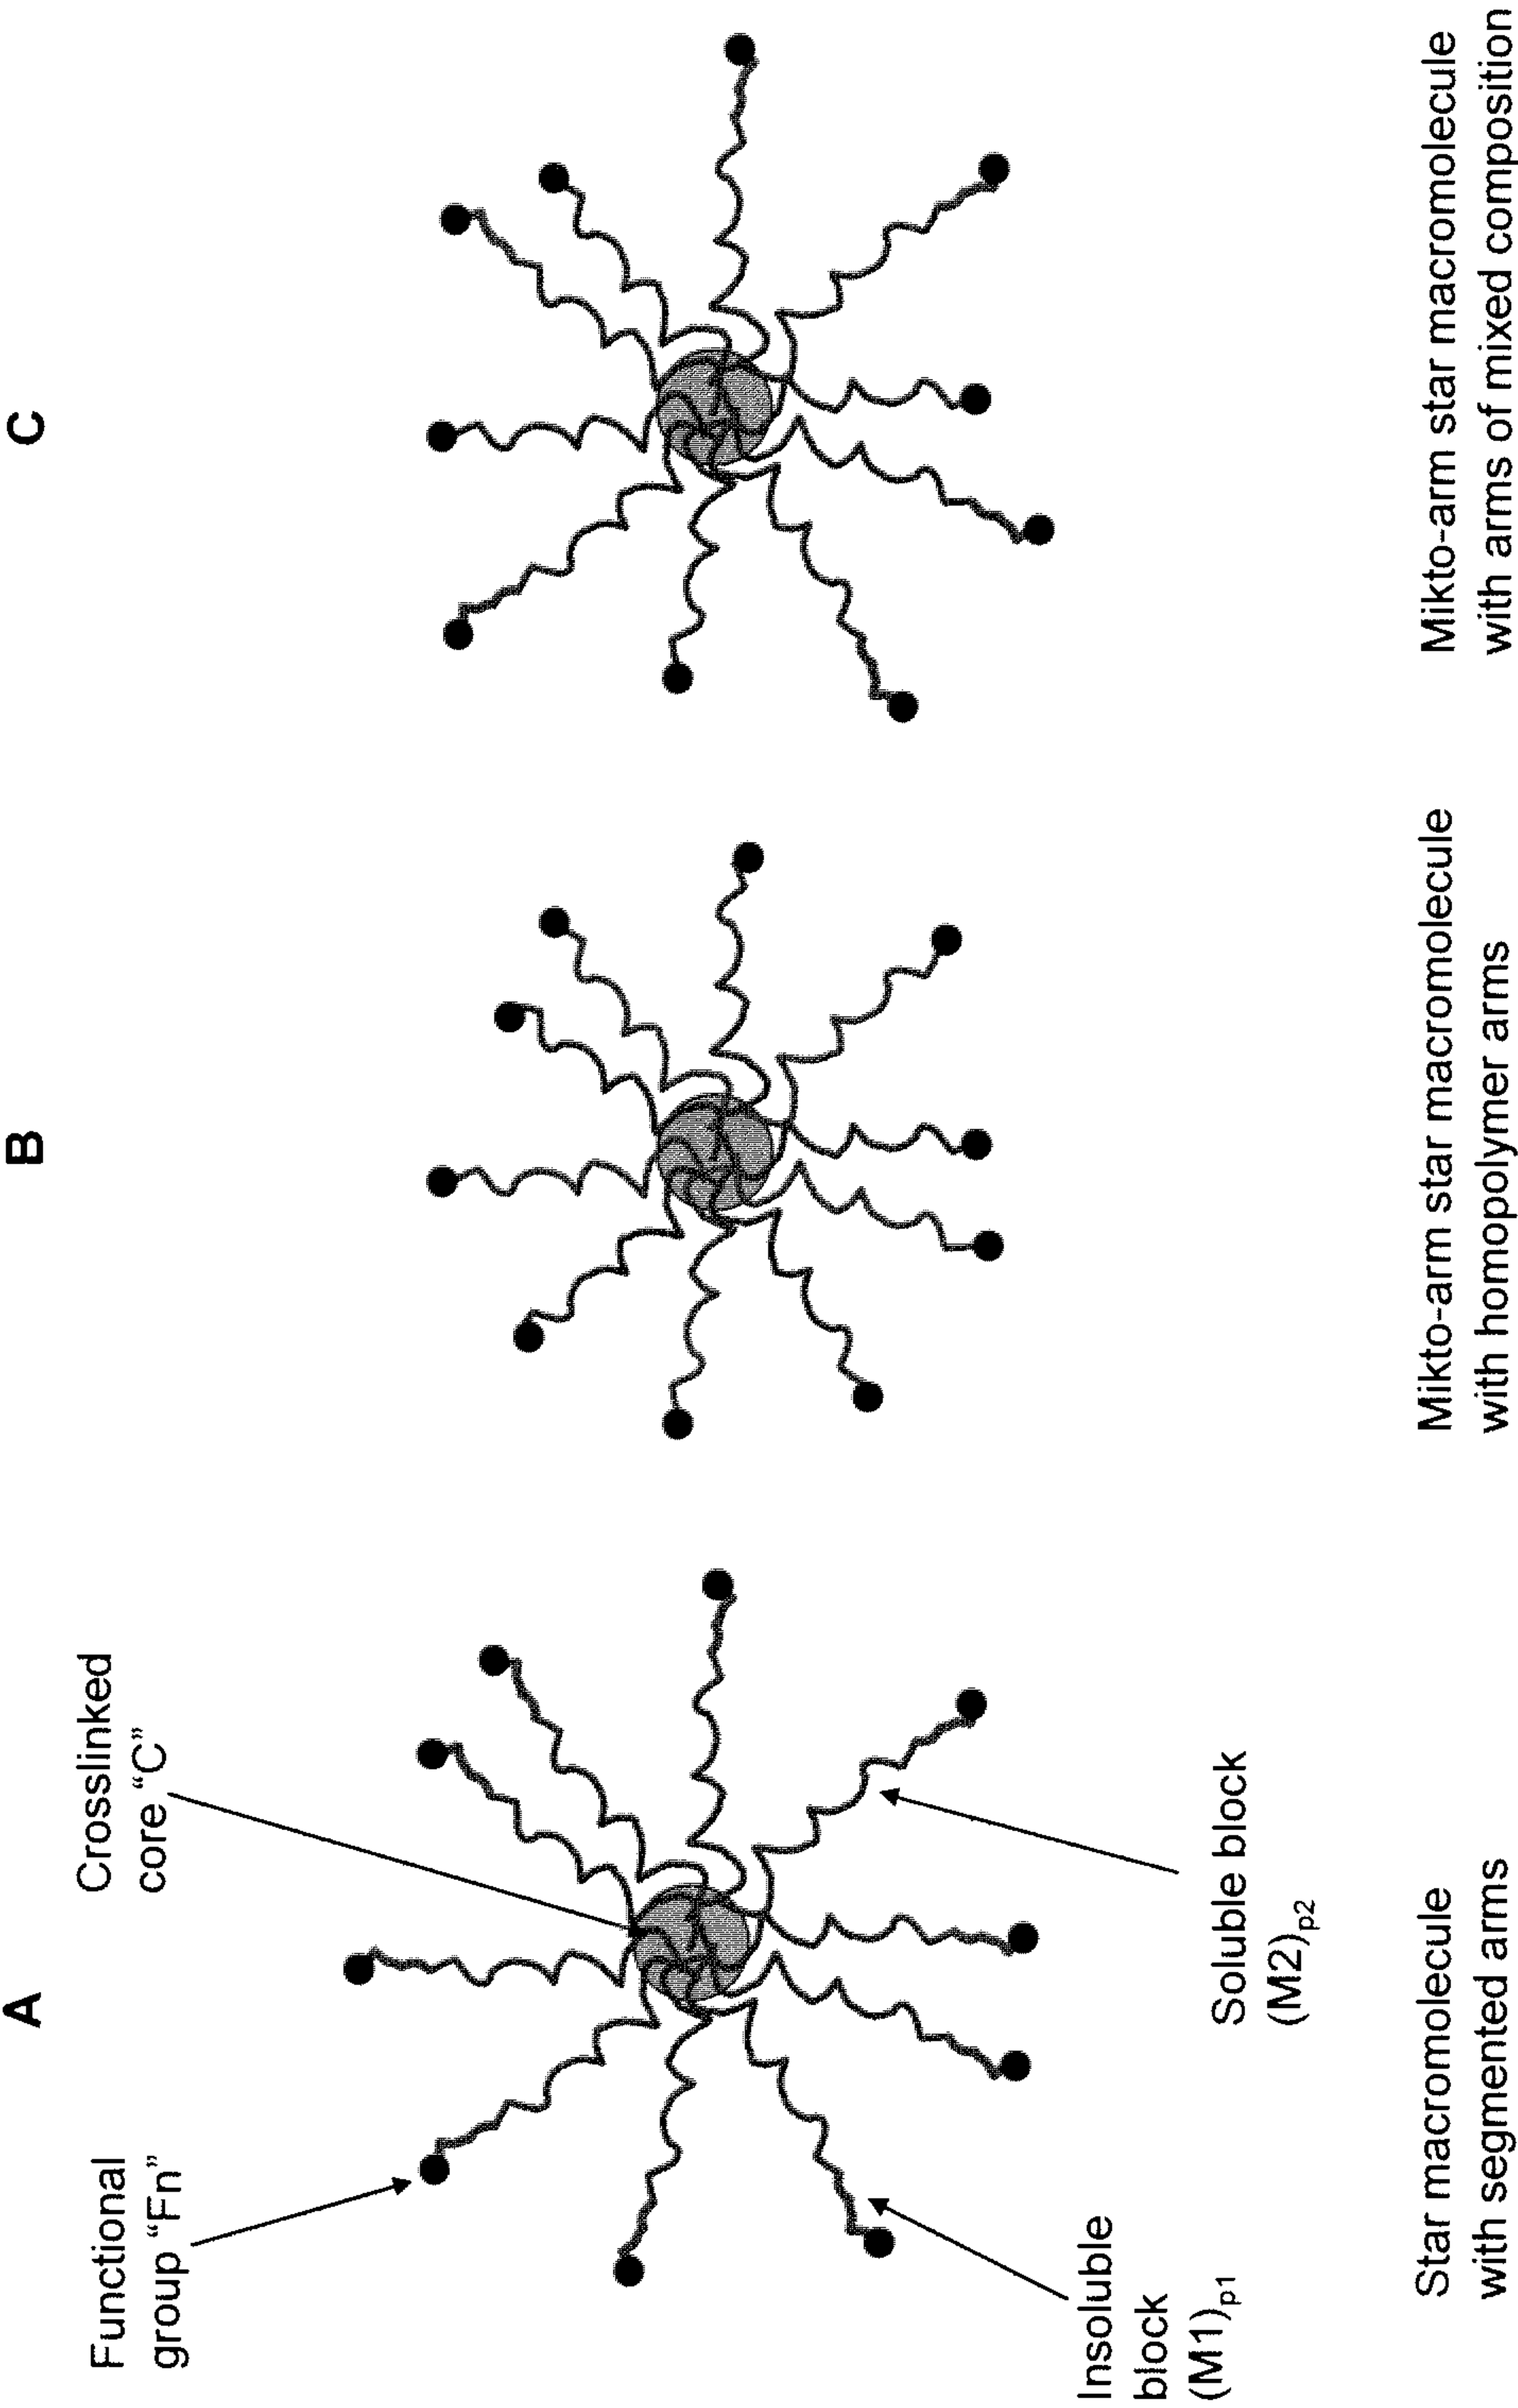 A
Functional
group “Fn”
Crosslinked
core “C”
Insoluble
block
(M1)p1
Soluble block
(M2)p2
Star macromolecule
with segmented arms
B
Mikto-arm star macromolecule
with homopolymer arms
C
Mikto-arm star macromolecule
with arms of mixed composition